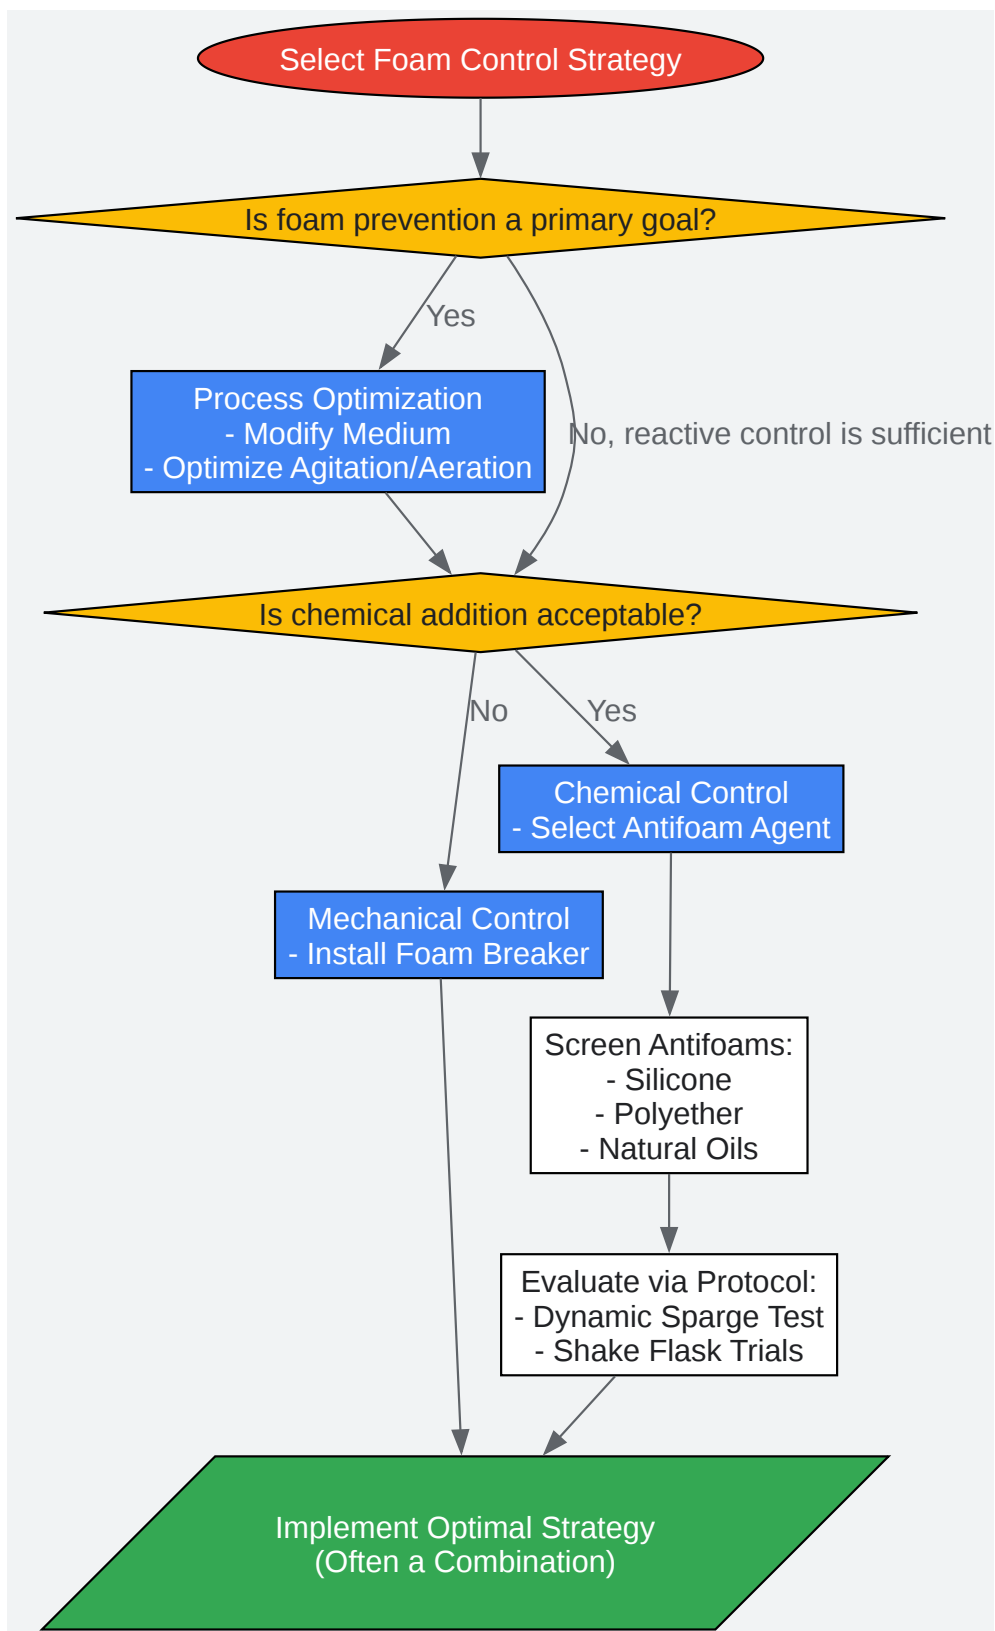 Select Foam Control Strategy
Is foam prevention a primary goal?
Yes
Process Optimization
- Modify Medium
- Optimize Agitation/Aeration
No, reactive control is sufficient
Is chemical addition acceptable?
No
Yes
Chemical Control
- Select Antifoam Agent
Mechanical Control
- Install Foam Breaker
Screen Antifoams:
- Silicone
- Polyether
- Natural Oils
Evaluate via Protocol:
- Dynamic Sparge Test
- Shake Flask Trials
Implement Optimal Strategy
(Often a Combination)